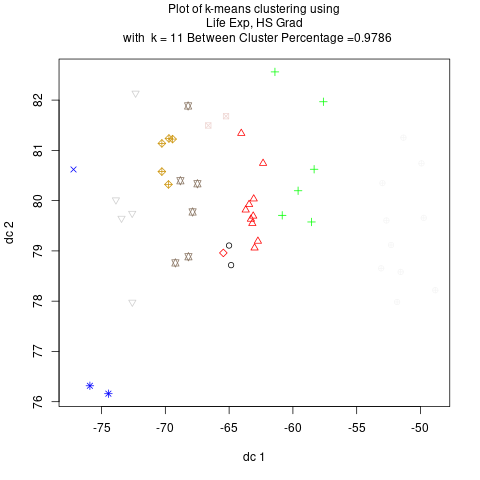 Plot of k-means clustering using
Life Exp, HS Grad
with k = 11 Between Cluster Percentage =0.9786
82
81
80
79
78
77
76
dc 2
-75 -70 -65 -60 -55 -50
dc 1